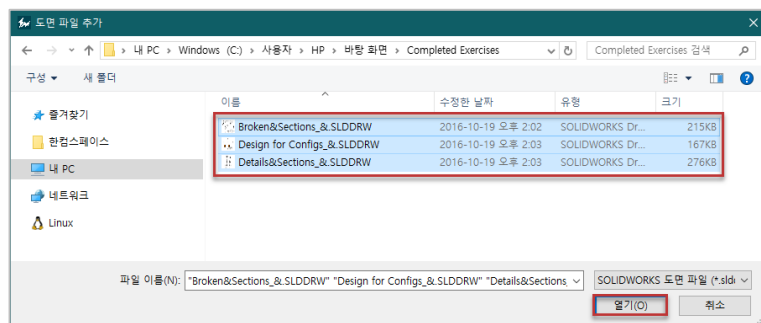 도면 파일 추가
내 PC > Windows (C:) > 사용자 > HP > 바탕 화면 > Completed Exercises
Completed Exercises 검색
구성 새 폴더
이름 수정한 날짜 유형 크기
즐겨찾기
한컴스페이스
내 PC
네트워크
Linux
Broken&Sections_&.SLDDRW 2016-10-19 오후 2:02 SOLIDWORKS Dr... 215KB
Design for Configs_&.SLDDRW 2016-10-19 오후 2:03 SOLIDWORKS Dr... 167KB
Details&Sections_&.SLDDRW 2016-10-19 오후 2:03 SOLIDWORKS Dr... 276KB
파일 이름(N): "Broken&Sections_&.SLDDRW" "Design for Configs_&.SLDDRW" "Details&Sections_ SOLIDWORKS 도면 파일 (*.sld
열기(O) 취소